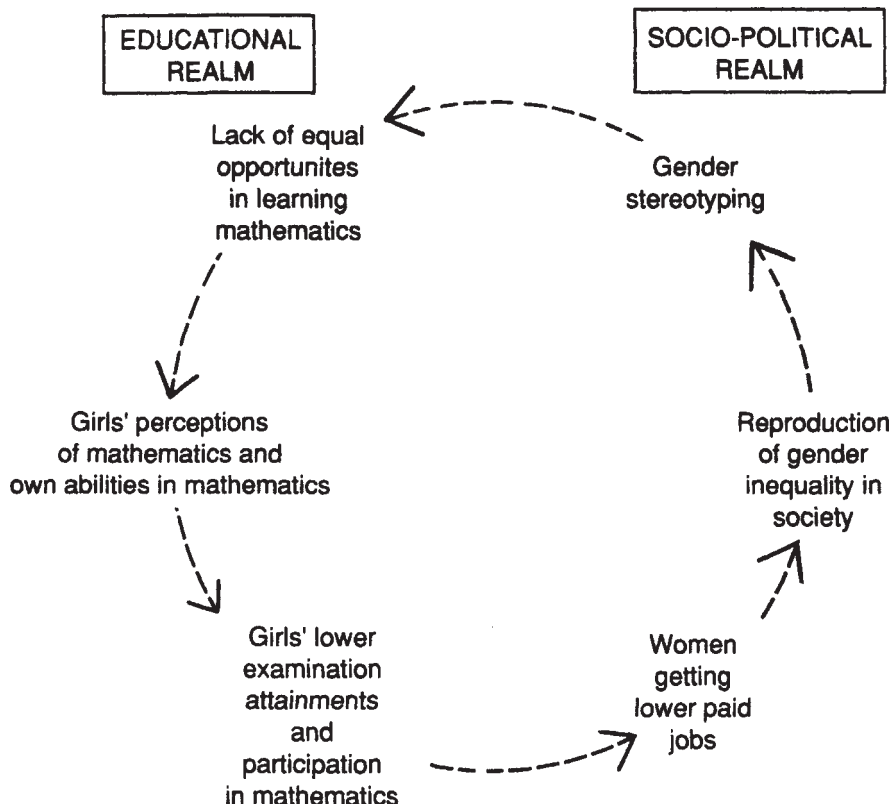 EDUCATIONAL
REALM
SOCIO-POLITICAL
REALM
Lack of equal
opportunites
in learning
mathematics
Gender
stereotyping
Girls' perceptions
of mathematics and
own abilities in mathematics
Reproduction
of gender
inequality in
society
Girls' lower
examination
attainments
and
participation
in mathematics
Women
getting
lower paid
jobs